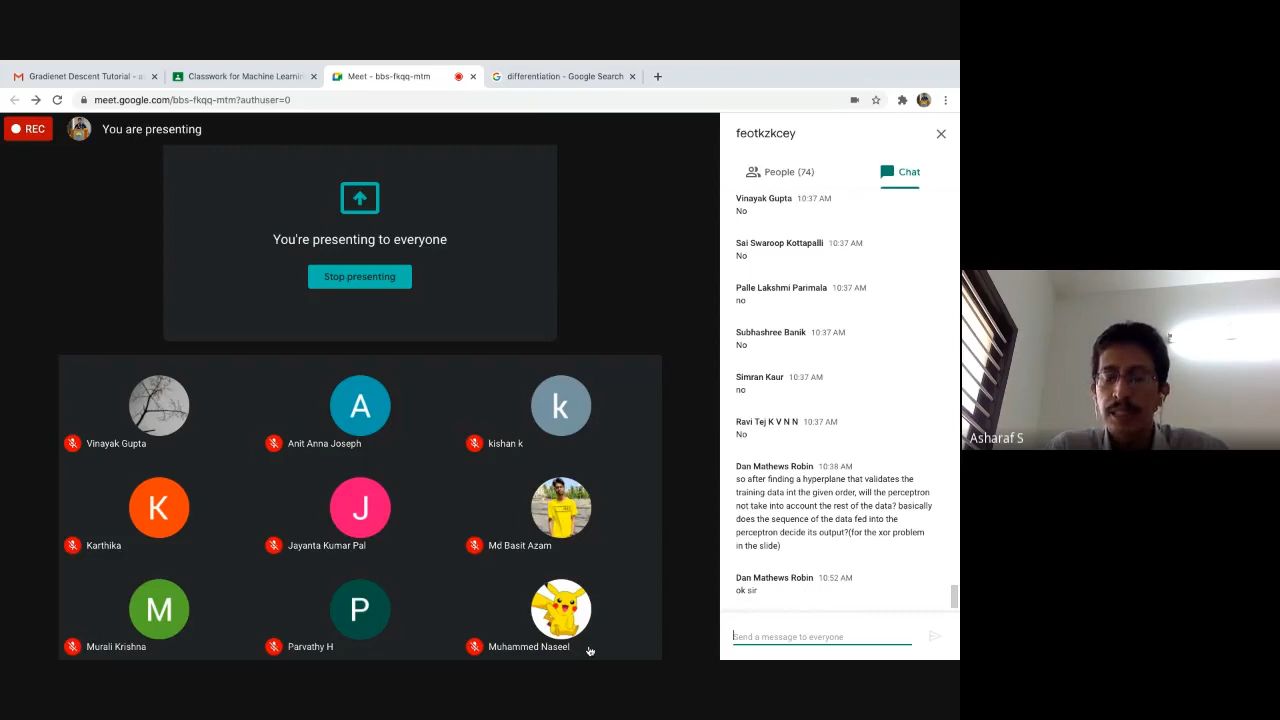 Gradienet Descent Tutorial - a
Classwork for Machine Learnin
Meet - bbs-fkqq-mtm
differentiation - Google Search
meet.google.com/bbs-fkqq-mtm?authuser=0
REC
You are presenting
You're presenting to everyone
Stop presenting
Vinayak Gupta
A
Anit Anna Joseph
k
kishan k
K
Karthika
J
Jayanta Kumar Pal
Md Basit Azam
M
Murali Krishna
P
Parvathy H
Muhammed Naseel
feotkzkcey
People (74)
Chat
Vinayak Gupta 10:37 AM
No
Sai Swaroop Kottapalli 10:37 AM
No
Palle Lakshmi Parimala 10:37 AM
no
Subhashree Banik 10:37 AM
No
Simran Kaur 10:37 AM
no
Ravi Tej K V N N 10:37 AM
No
Dan Mathews Robin 10:38 AM
so after finding a hyperplane that validates the
training data int the given order, will the perceptron
not take into account the rest of the data? basically
does the sequence of the data fed into the
perceptron decide its output?(for the xor problem
in the slide)
Dan Mathews Robin 10:52 AM
ok sir
Send a message to everyone
Asharaf S